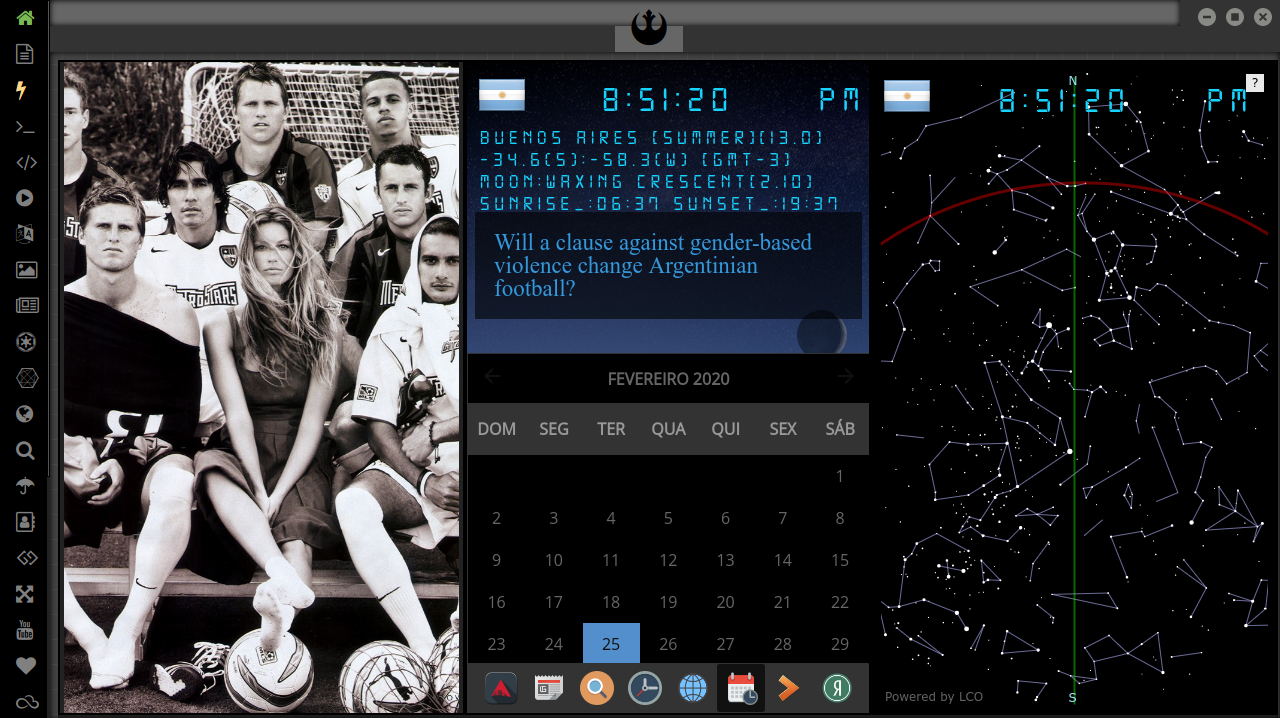 8:51:20 PM
BUENOS AIRES (SUMMER)(13.0)
-34.6(S):-58.3(W) (GMT-3)
MOON:WAXING CRESCENT(2.10)
SUNRISE_:06:37 SUNSET_:19:37
Will a clause against gender-based
violence change Argentinian
football?
FEVEREIRO 2020
DOM SEG TER QUA QUI SEX SÁB
1
2 3 4 5 6 7 8
9 10 11 12 13 14 15
16 17 18 19 20 21 22
23 24 25 26 27 28 29
Я
N
?
8:51:20 PM
Powered by LCO
S
STARS
You
Tube